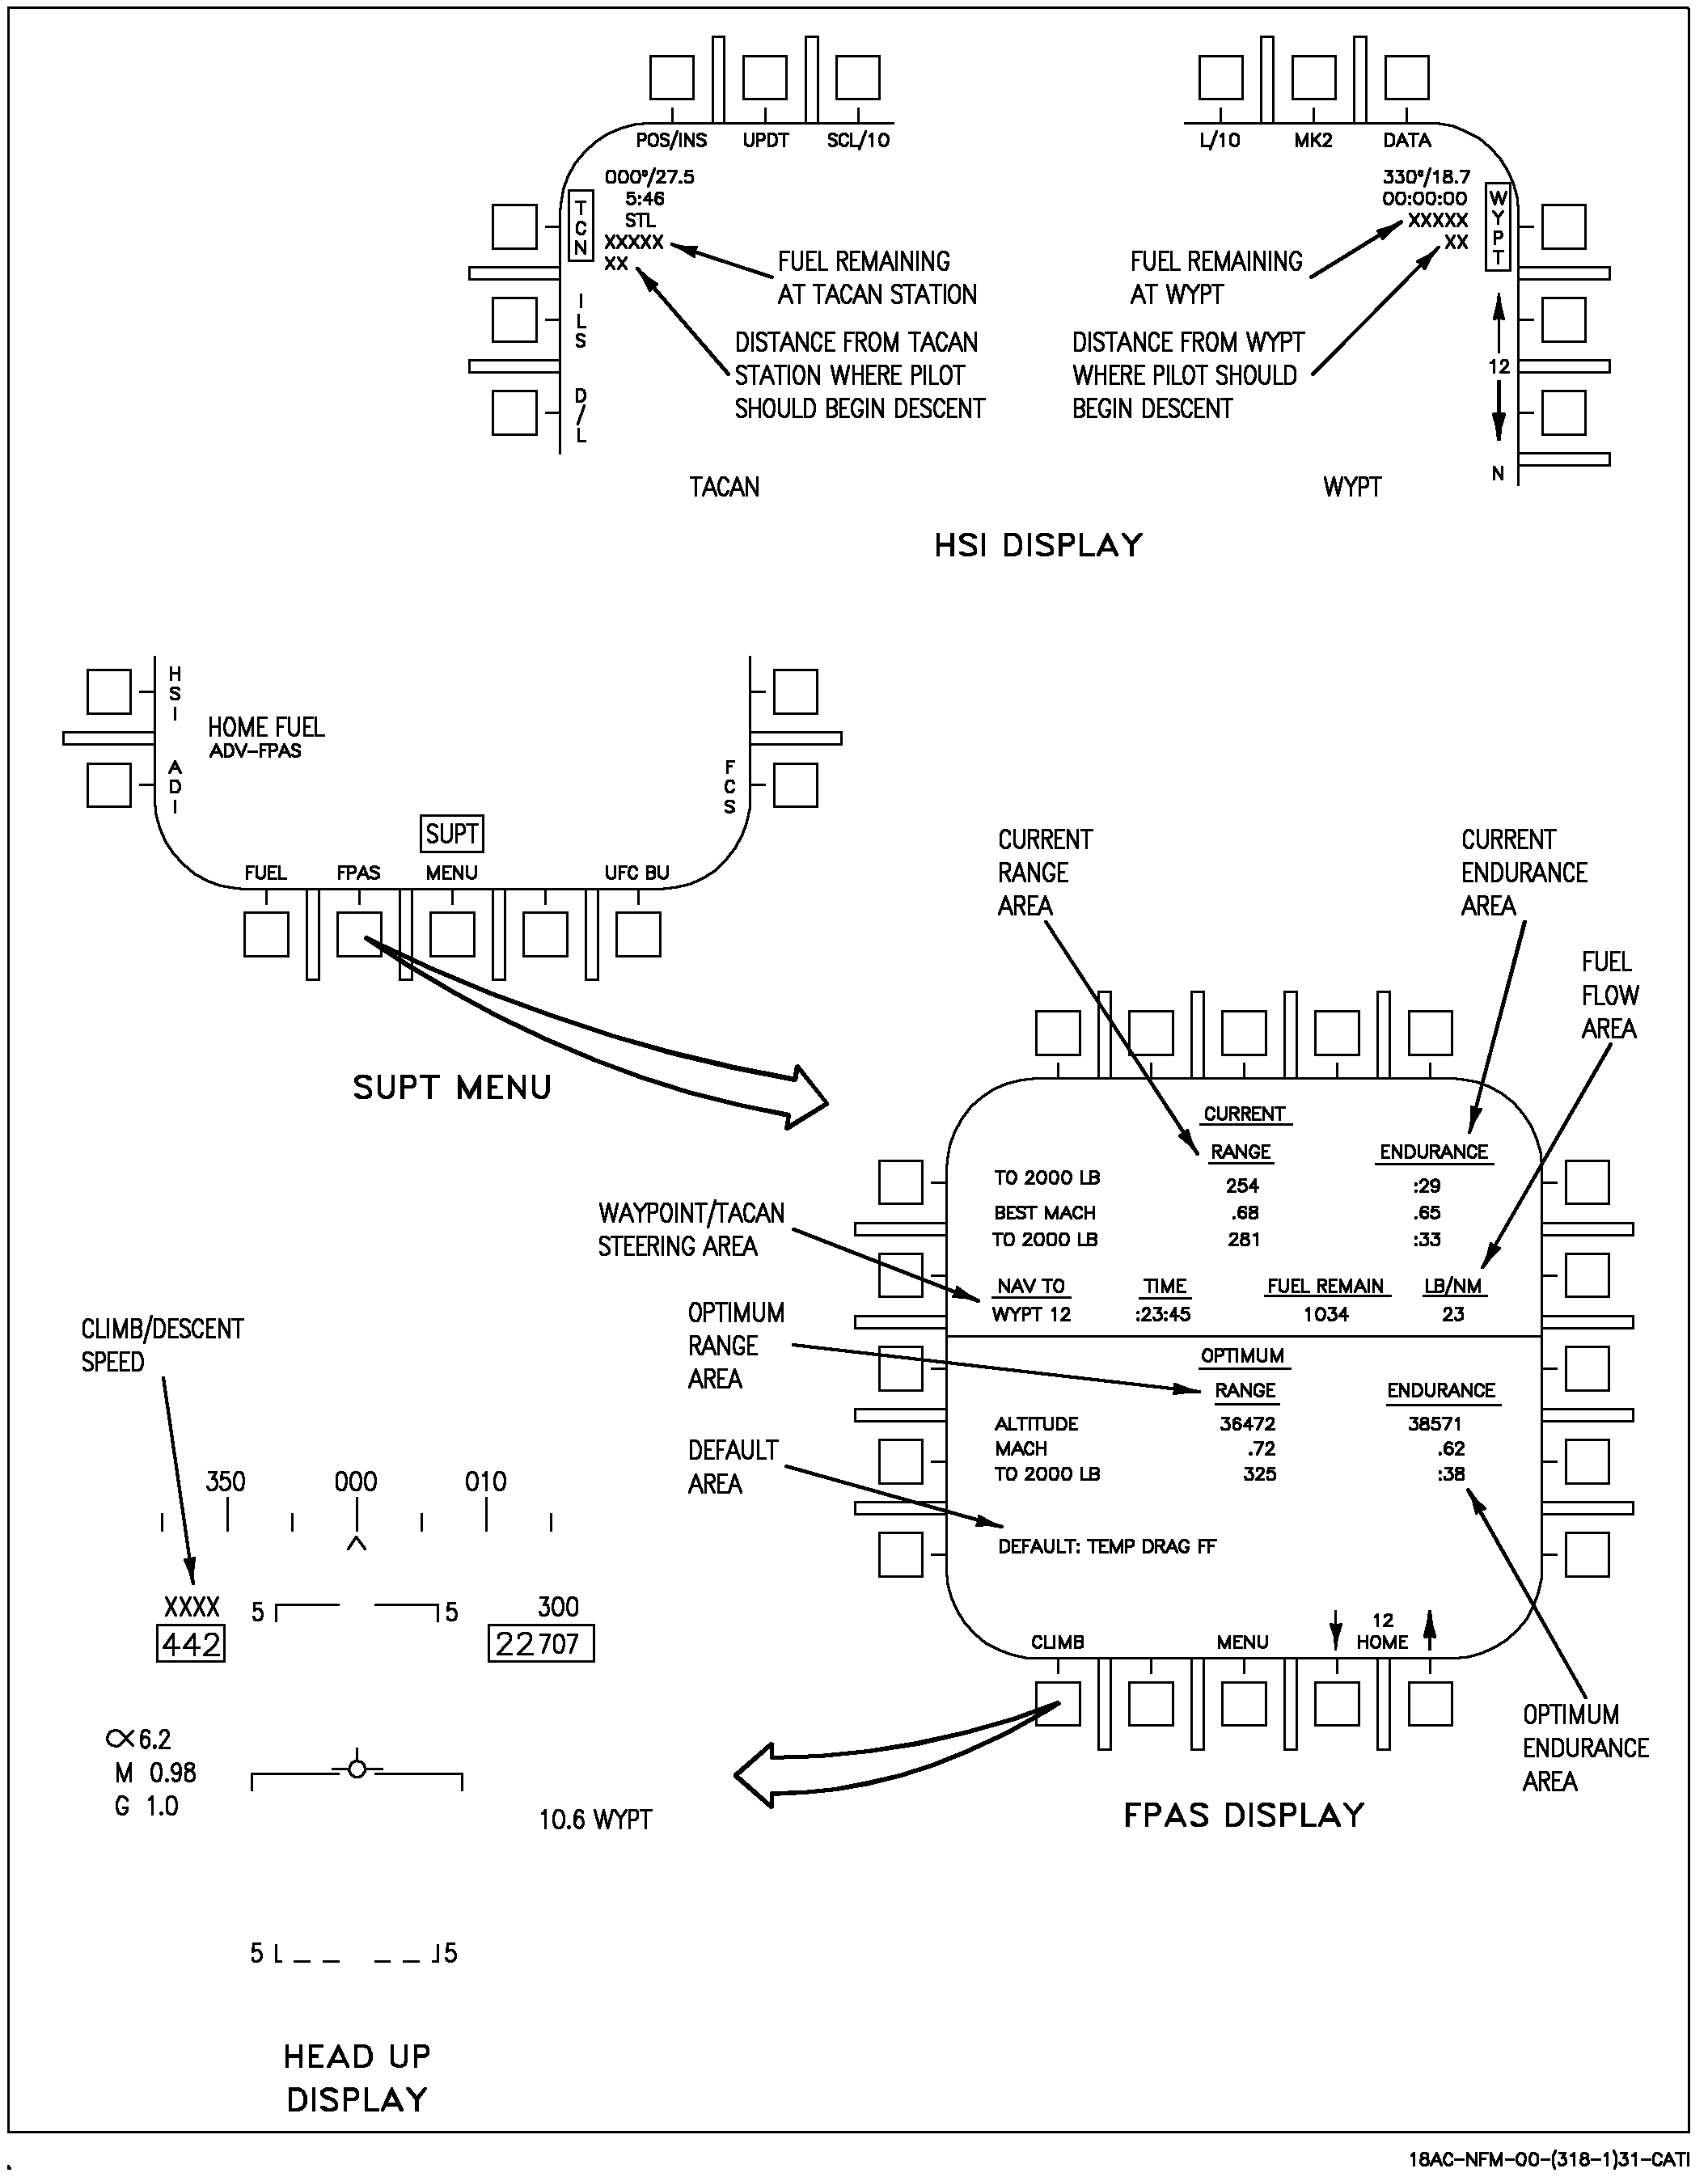 POS/INS UPDT SCL/10
000°/27.5
5:46
STL
XXXXX
XX
TCN
ILS
D/L
FUEL REMAINING
AT TACAN STATION
DISTANCE FROM TACAN
STATION WHERE PILOT
SHOULD BEGIN DESCENT
TACAN
L/10 MK2 DATA
330°/18.7
00:00:00
XXXXX
XX
WYPT
12
N
FUEL REMAINING
AT WYPT
DISTANCE FROM WYPT
WHERE PILOT SHOULD
BEGIN DESCENT
WYPT
HSI DISPLAY
HSI
ADI
HOME FUEL
ADV-FPAS
FCS
SUPT
FUEL FPAS MENU UFC BU
SUPT MENU
CURRENT
RANGE
AREA
CURRENT
ENDURANCE
AREA
FUEL
FLOW
AREA
WAYPOINT/TACAN
STEERING AREA
OPTIMUM
RANGE
AREA
DEFAULT
AREA
CURRENT
RANGE ENDURANCE
TO 2000 LB 254 :29
BEST MACH .68 .65
TO 2000 LB 281 :33
NAV TO TIME FUEL REMAIN LB/NM
WYPT 12 :23:45 1034 23
OPTIMUM
RANGE ENDURANCE
ALTITUDE 36472 38571
MACH .72 .62
TO 2000 LB 325 :38
DEFAULT: TEMP DRAG FF
12
CLIMB MENU HOME
OPTIMUM
ENDURANCE
AREA
FPAS DISPLAY
CLIMB/DESCENT
SPEED
350 000 010
XXXX 5 5 300
442 22707
α6.2
M 0.98
G 1.0
10.6 WYPT
5 5
HEAD UP
DISPLAY
18AC-NFM-00-(318-1)31-CATI